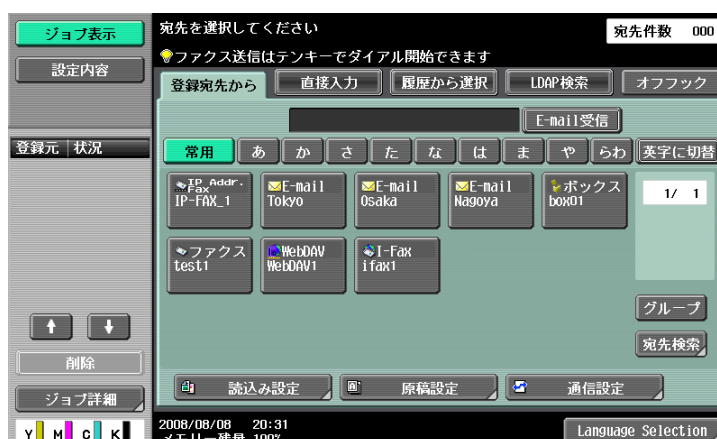 ジョブ表示
設定内容
登録元 状況
削除
ジョブ詳細
Y M C K
宛先を選択してください
宛先件数 000
ファクス送信はテンキーでダイアル開始できます
登録宛先から 直接入力 履歴から選択 LDAP検索 オフフック
E-mail受信
常用 あ か さ た な は ま や らわ 英字に切替
IP Addr. Fax
IP-FAX_1
E-mail
Tokyo
E-mail
Osaka
E-mail
Nagoya
ボックス
box01
1/ 1
ファクス
test1
WebDAV
WebDAV1
I-Fax
ifax1
グループ
宛先検索
読込み設定 原稿設定 通信設定
2008/08/08 20:31
メモリー残量 100%
Language Selection